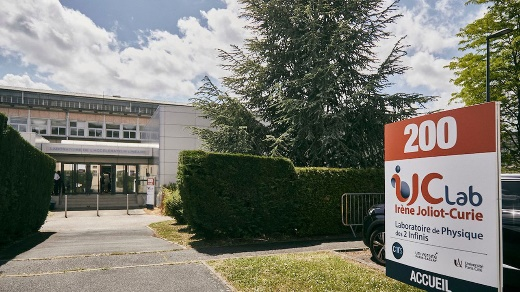 200
iJCLab
Irène Joliot-Curie
Laboratoire de Physique
des 2 Infinis
ACCUEIL